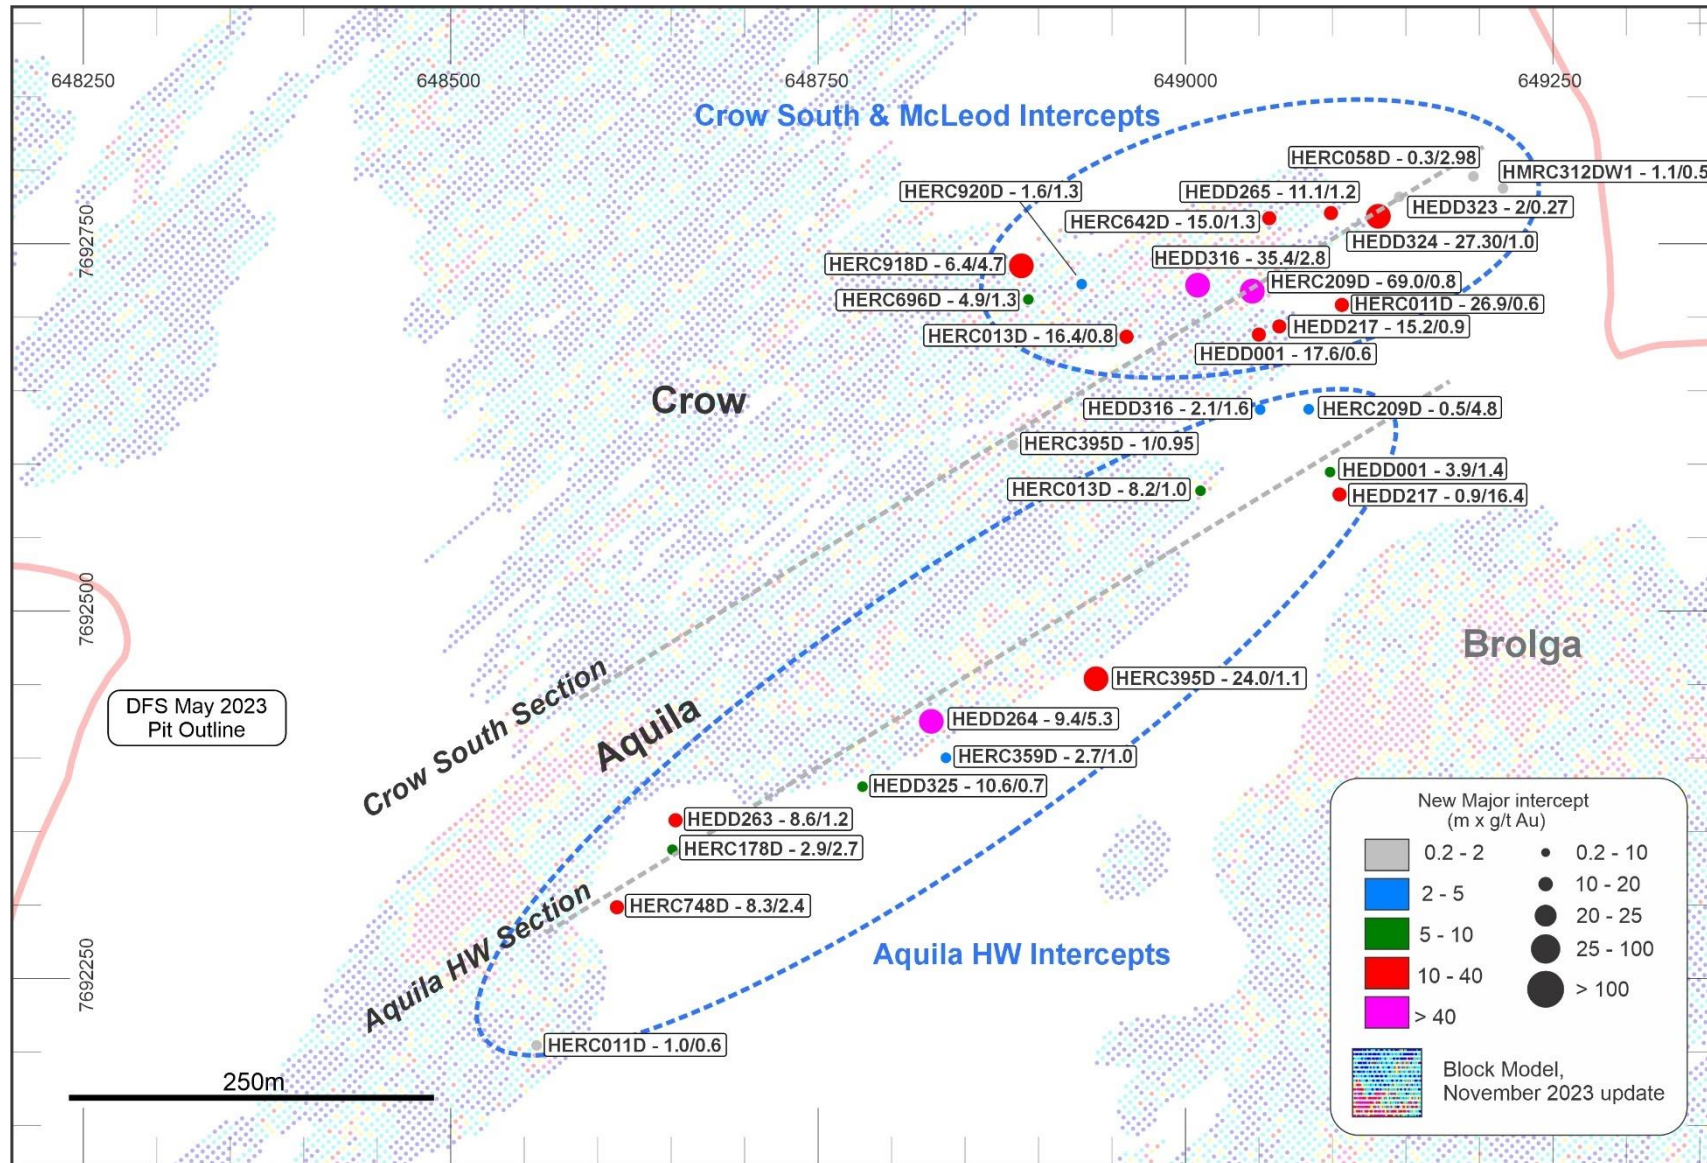 648250
648500
648750
649000
649250
Crow South & McLeod Intercepts
HERC058D - 0.3/2.98
HMRC312DW1 - 1.1/0.5
HERC920D - 1.6/1.3
HEDD265 - 11.1/1.2
HEDD323 - 2/0.27
HERC642D - 15.0/1.3
HEDD324 - 27.30/1.0
7692750
HEDD316 - 35.4/2.8
HERC918D - 6.4/4.7
HERC209D - 69.0/0.8
HERC696D - 4.9/1.3
HERC011D - 26.9/0.6
HEDD217 - 15.2/0.9
HERC013D - 16.4/0.8
HEDD001 - 17.6/0.6
Crow
HEDD316 - 2.1/1.6
HERC209D - 0.5/4.8
HERC395D - 1/0.95
HEDD001 - 3.9/1.4
HERC013D - 8.2/1.0
HEDD217 - 0.9/16.4
7692500
Brolga
HERC395D - 24.0/1.1
Crow South Section
Aquila
DFS May 2023
Pit Outline
HEDD264 - 9.4/5.3
HERC359D - 2.7/1.0
HEDD325 - 10.6/0.7
HEDD263 - 8.6/1.2
HERC178D - 2.9/2.7
HERC748D - 8.3/2.4
Aquila HW Section
Aquila HW Intercepts
7692250
HERC011D - 1.0/0.6
250m
New Major intercept
(m x g/t Au)
0.2 - 2
0.2 - 10
2 - 5
10 - 20
5 - 10
20 - 25
10 - 40
25 - 100
> 40
> 100
Block Model,
November 2023 update